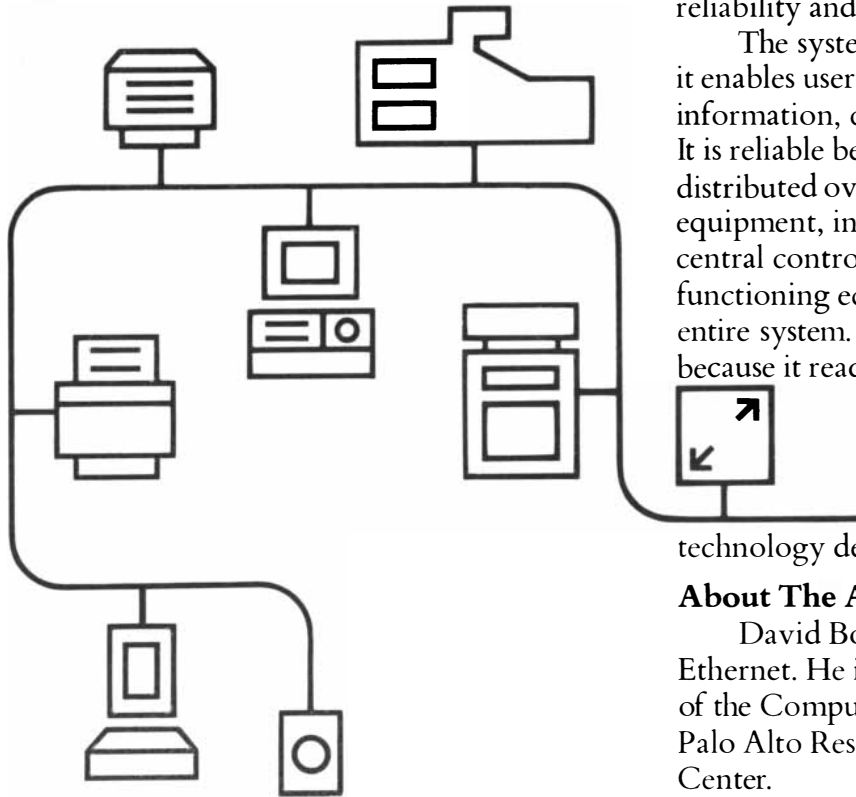 reliability and
The syste
it enables user
information, c
It is reliable be
distributed ov
equipment, in
central contro
functioning ec
entire system.
because it reac
technology de
About The A
David Bo
Ethernet. He i
of the Compu
Palo Alto Res
Center.